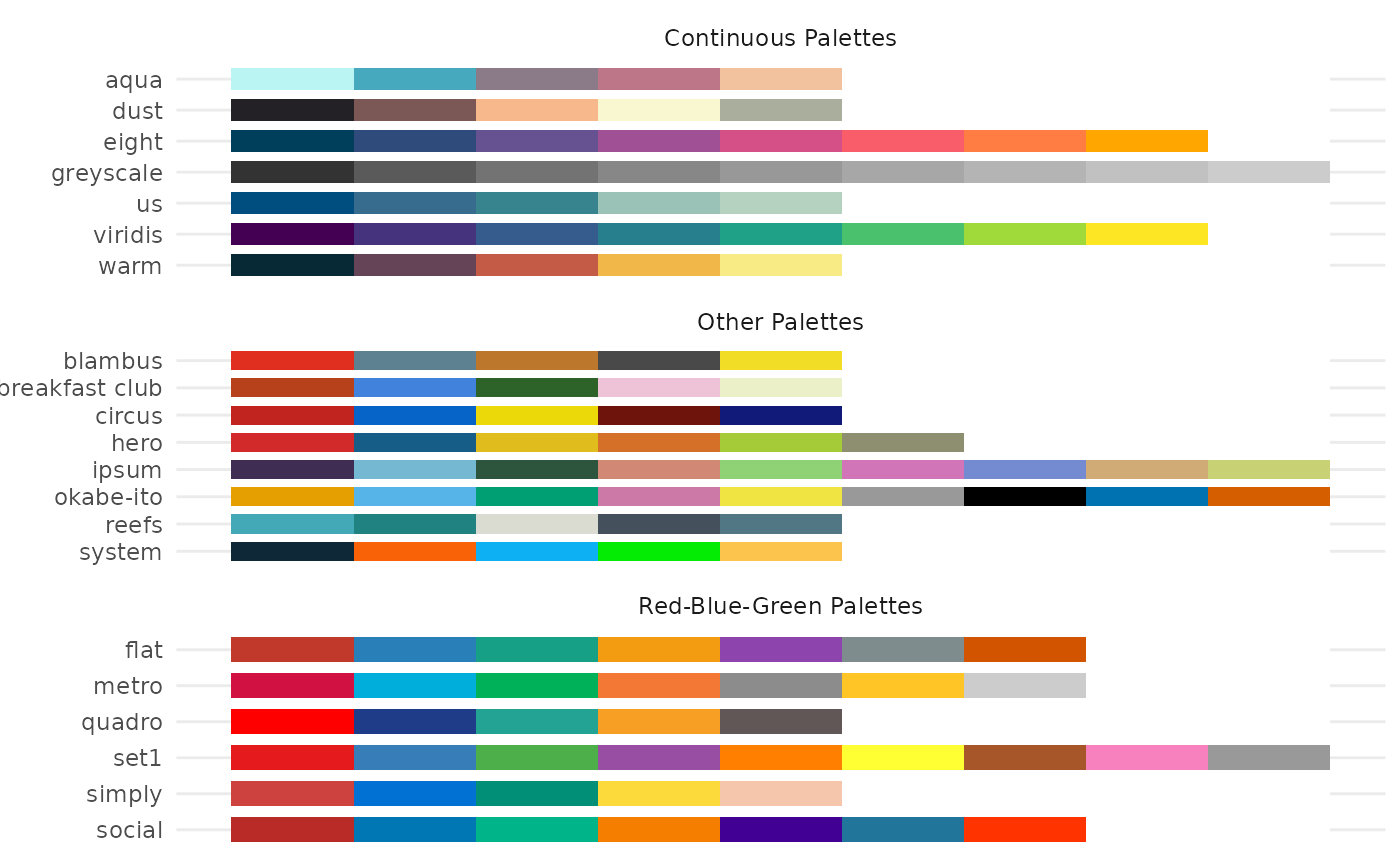 Continuous Palettes
aqua
dust
eight
greyscale
us
viridis
warm
Other Palettes
blambus
breakfast club
circus
hero
ipsum
okabe-ito
reefs
system
Red-Blue-Green Palettes
flat
metro
quadro
set1
simply
social